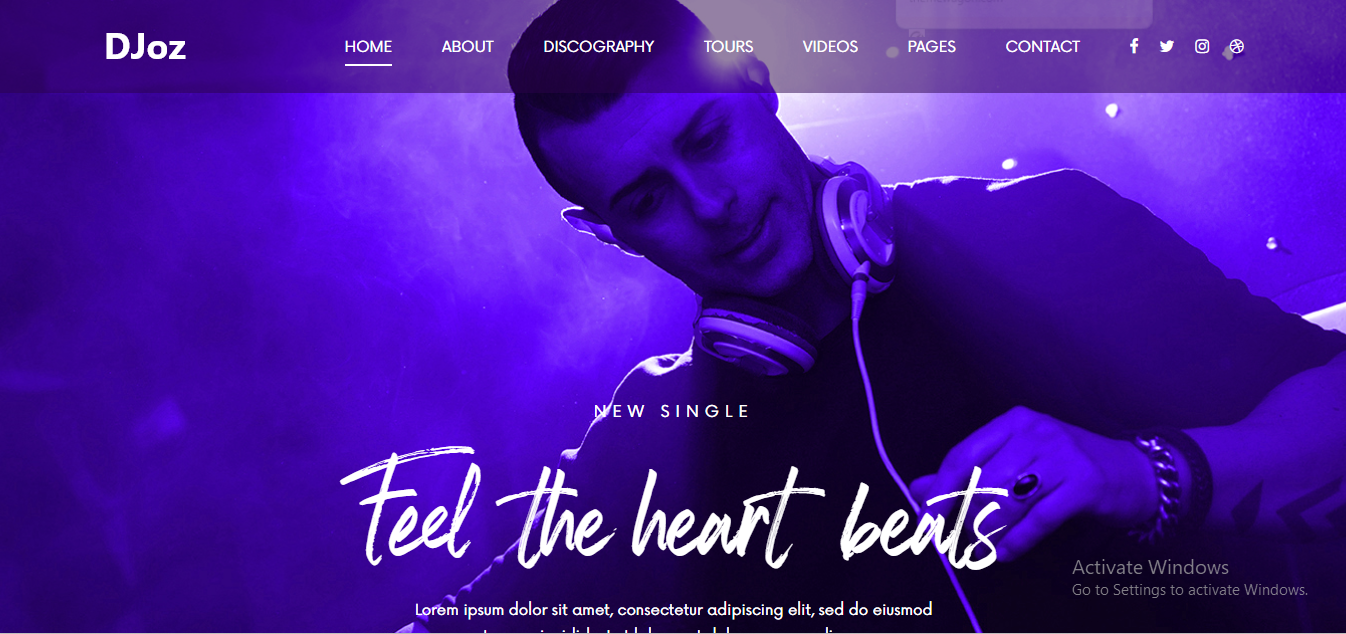 DJoz
HOME ABOUT DISCOGRAPHY TOURS VIDEOS PAGES CONTACT
NEW SINGLE
Feel the heart beats
Lorem ipsum dolor sit amet, consectetur adipiscing elit, sed do eiusmod
Activate Windows
Go to Settings to activate Windows.